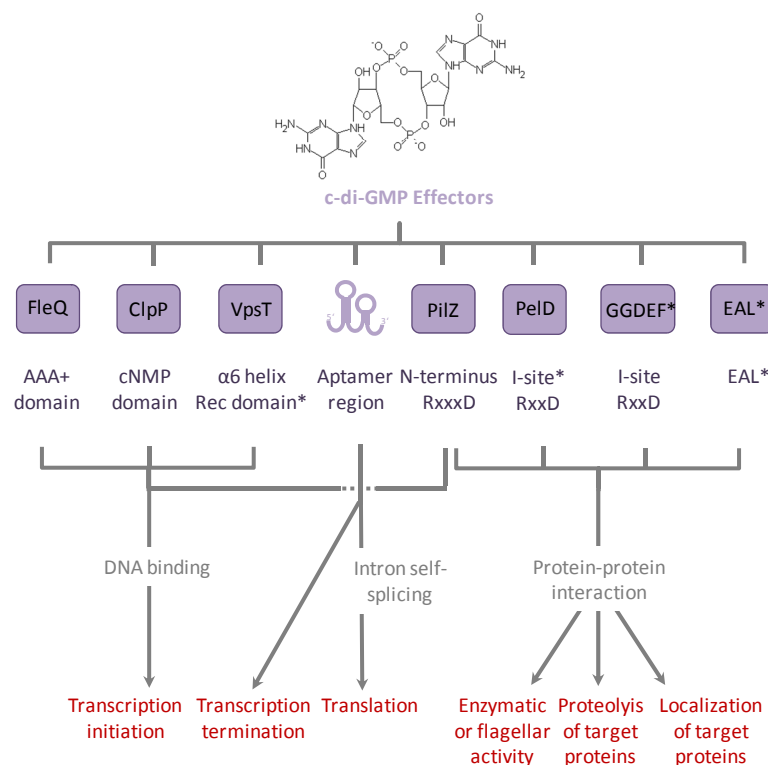 O
-O
O
P
N
NH
OH
O
O
O
N
NH
N
NH2
O
O
OH
H2N
N
NH
O
P
HN
N
O
O-
O
c-di-GMP Effectors
FleQ
ClpP
VpsT
5'
3'
PilZ
PelD
GGDEF*
EAL*
AAA+
domain
cNMP
domain
α6 helix
Rec domain*
Aptamer
region
N-terminus
RxxxD
I-site*
RxxD
I-site
RxxD
EAL*
DNA binding
Intron self-
splicing
Protein-protein
interaction
Transcription
initiation
Transcription
termination
Translation
Enzymatic
or flagellar
activity
Proteolyis
of target
proteins
Localization
of target
proteins